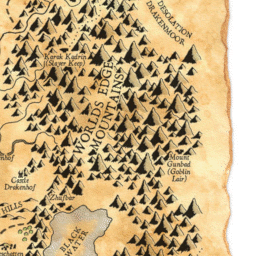 DESOLATION
DRAKENMOOR
Karak Kadrin
(Slayer Keep)
WORLDS EDGE
MOUNTAINS
Mount
Gunbad
(Goblin
Lair)
Castle
Drakenhof
Zhufbar
HILLS
BLACK
WATER